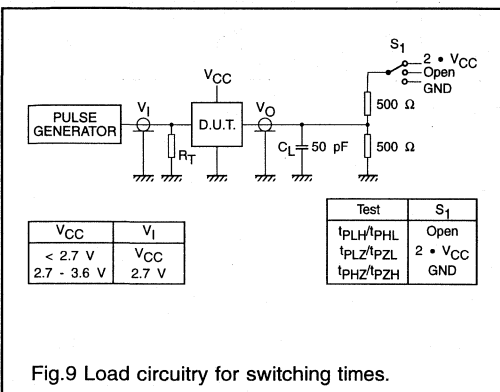 S1
2 • VCC
Open
GND
VCC
VI
VO
500 Ω
PULSE GENERATOR
D.U.T.
RT
CL
50 pF
500 Ω
VCC VI
< 2.7 V VCC
2.7 - 3.6 V 2.7 V
Test S1
tPLH/tPHL Open
tPLZ/tPZL 2 • VCC
tPHZ/tPZH GND
Fig.9 Load circuitry for switching times.